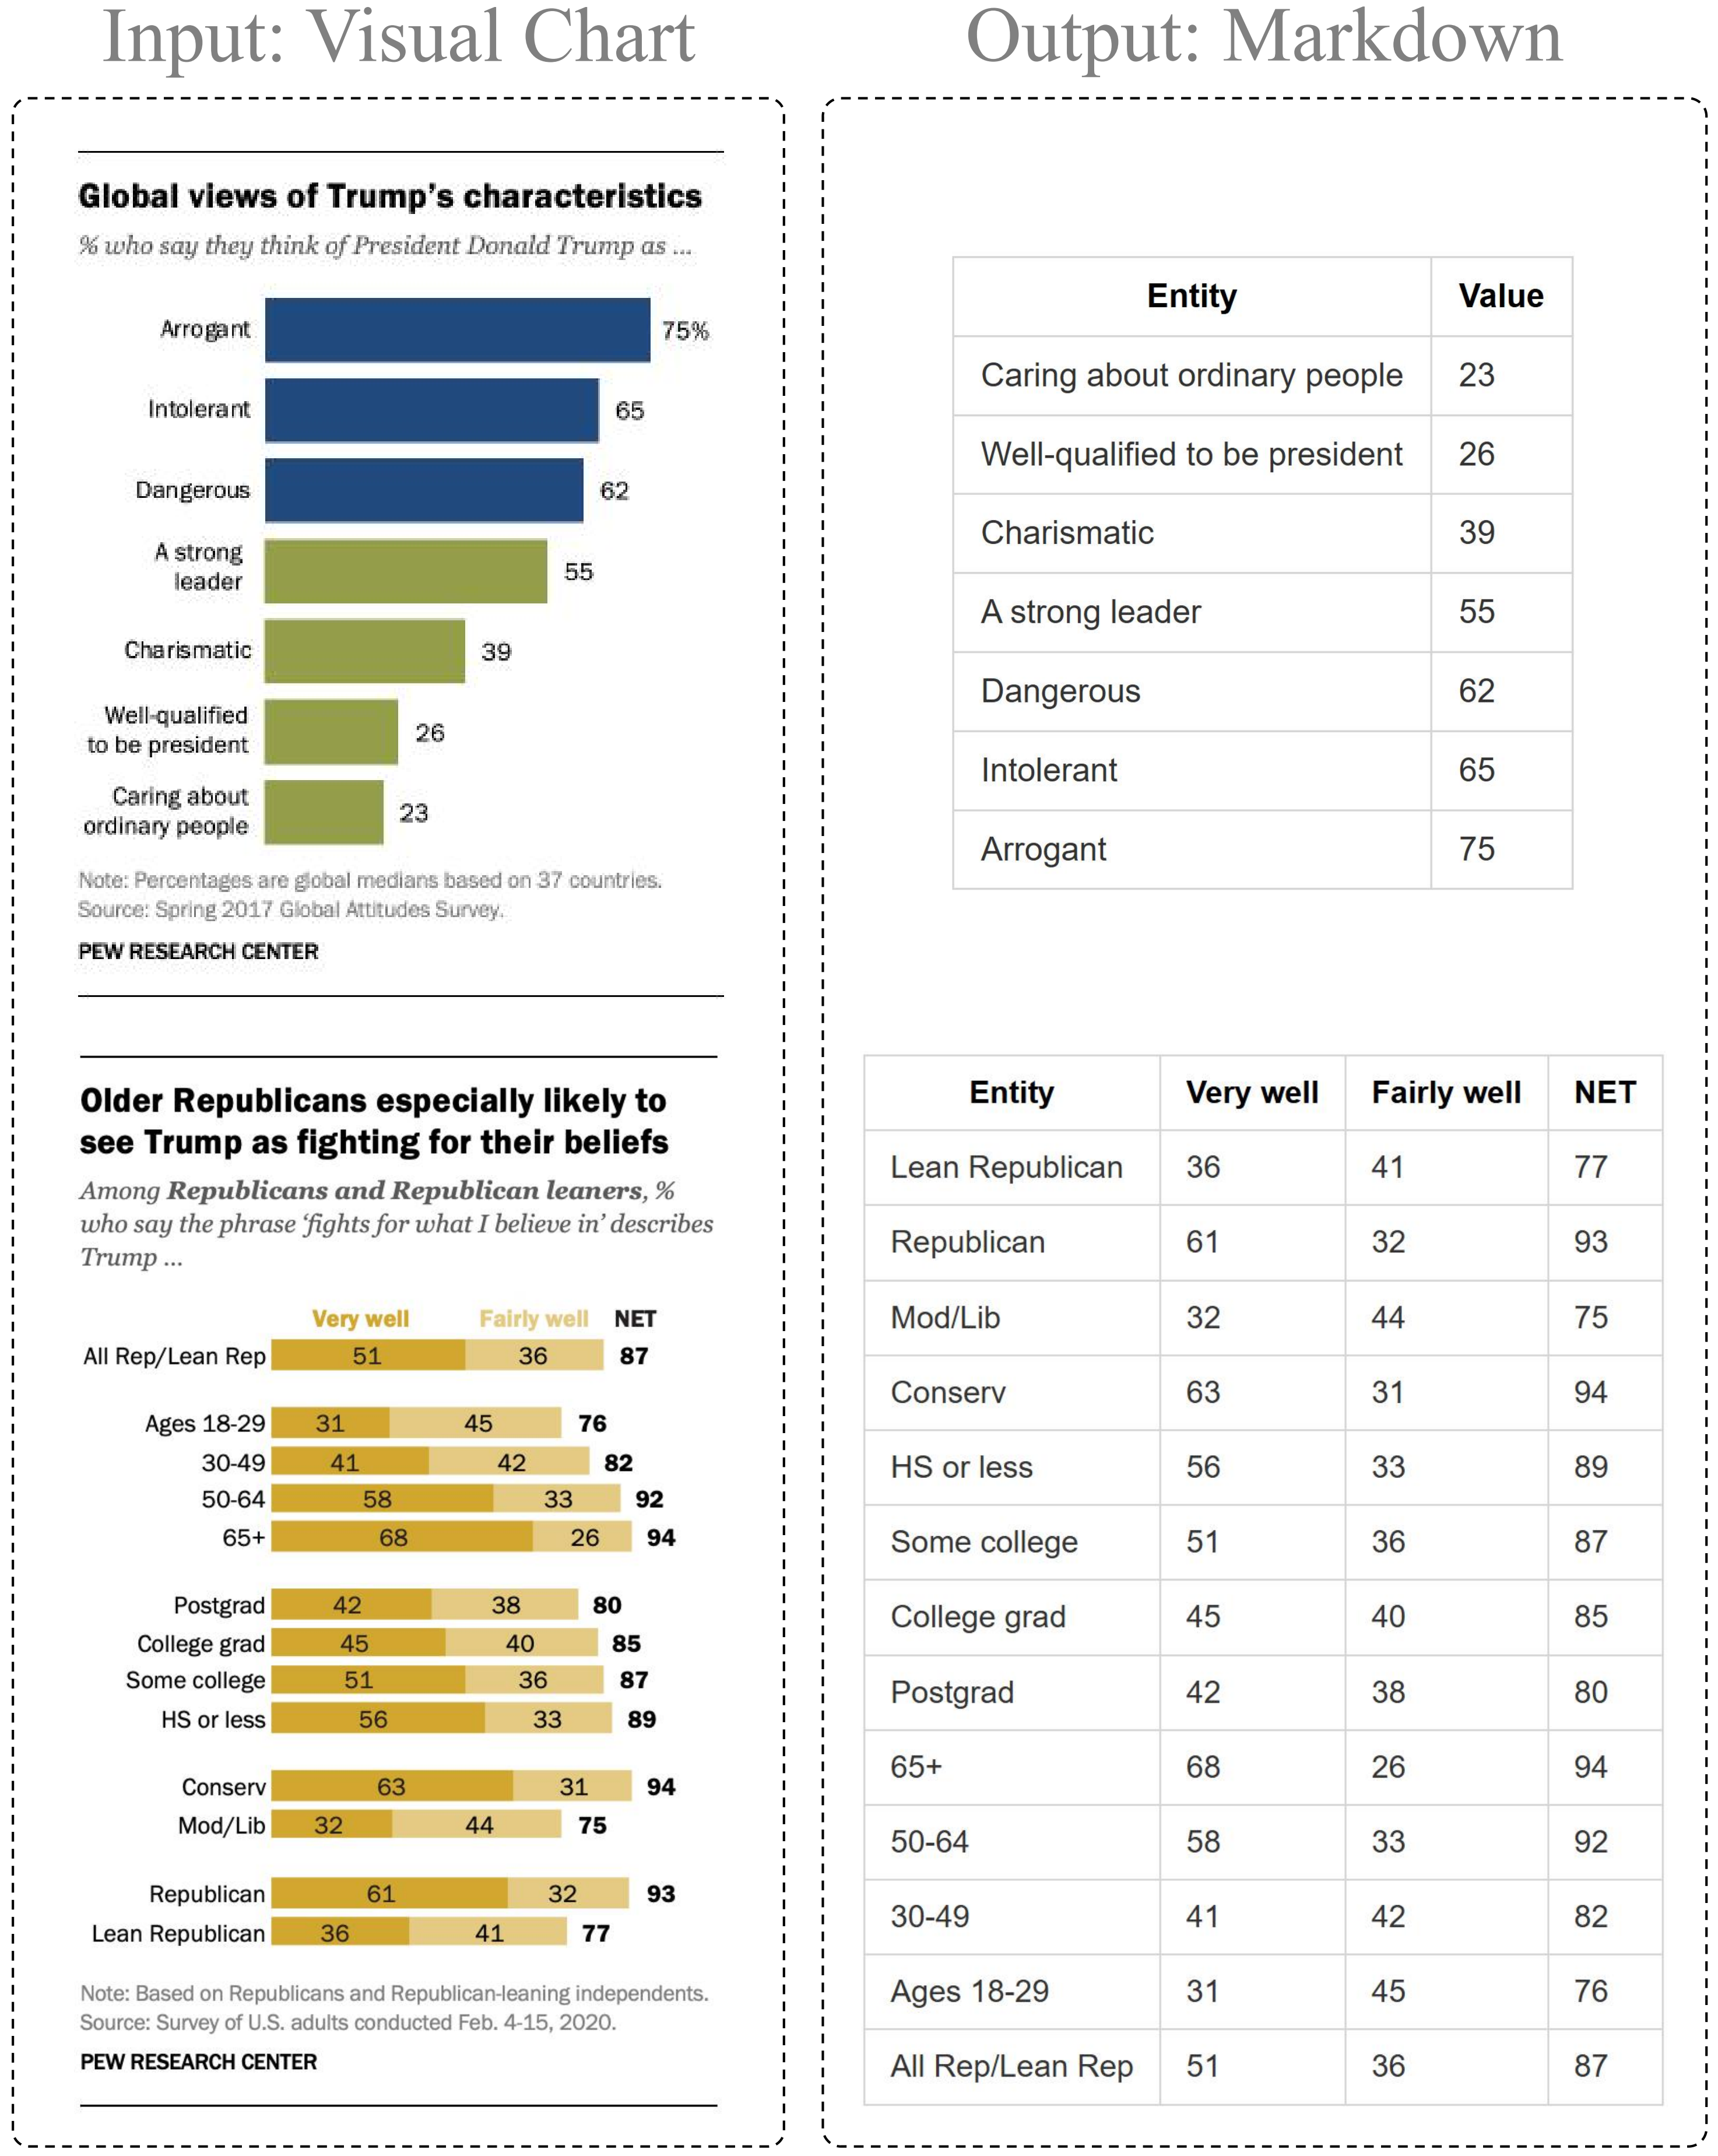 Input: Visual Chart
Global views of Trump's characteristics
% who say they think of President Donald Trump as ...
Arrogant 75%
Intolerant 65
Dangerous 62
A strong
leader 55
Charismatic 39
Well-qualified
to be president 26
Caring about
ordinary people 23
Note: Percentages are global medians based on 37 countries.
Source: Spring 2017 Global Attitudes Survey.
PEW RESEARCH CENTER
Older Republicans especially likely to
see Trump as fighting for their beliefs
Among Republicans and Republican leaners, %
who say the phrase ‘fights for what I believe in’ describes
Trump ...
Very well Fairly well NET
All Rep/Lean Rep 51 36 87
Ages 18-29 31 45 76
30-49 41 42 82
50-64 58 33 92
65+ 68 26 94
Postgrad 42 38 80
College grad 45 40 85
Some college 51 36 87
HS or less 56 33 89
Conserv 63 31 94
Mod/Lib 32 44 75
Republican 61 32 93
Lean Republican 36 41 77
Note: Based on Republicans and Republican-leaning independents.
Source: Survey of U.S. adults conducted Feb. 4-15, 2020.
PEW RESEARCH CENTER
Output: Markdown
Entity Value
Caring about ordinary people 23
Well-qualified to be president 26
Charismatic 39
A strong leader 55
Dangerous 62
Intolerant 65
Arrogant 75
Entity Very well Fairly well NET
Lean Republican 36 41 77
Republican 61 32 93
Mod/Lib 32 44 75
Conserv 63 31 94
HS or less 56 33 89
Some college 51 36 87
College grad 45 40 85
Postgrad 42 38 80
65+ 68 26 94
50-64 58 33 92
30-49 41 42 82
Ages 18-29 31 45 76
All Rep/Lean Rep 51 36 87